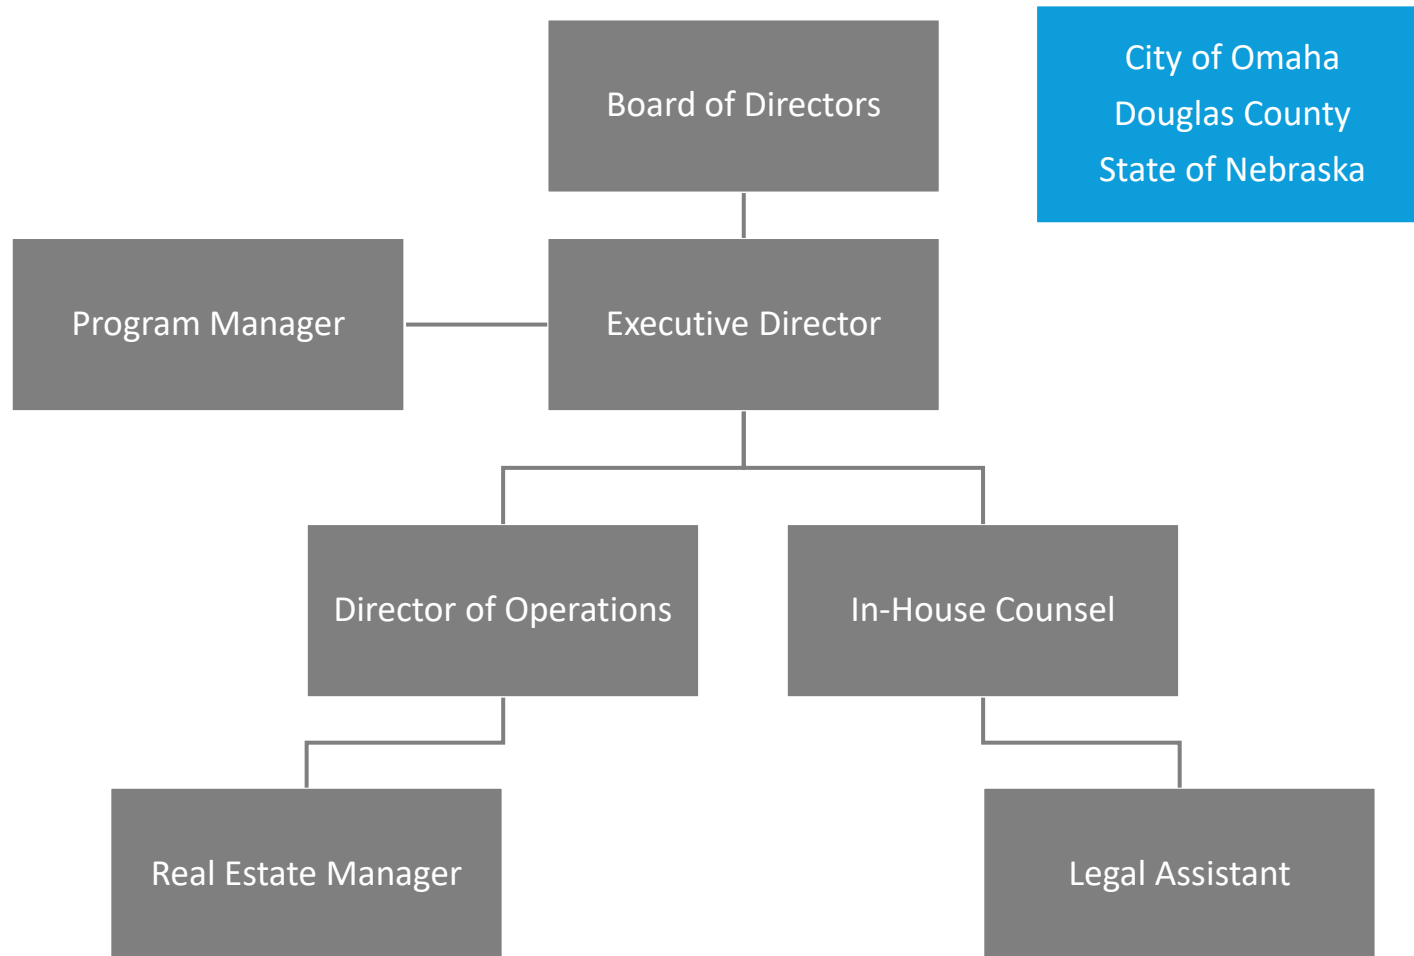 Board of Directors
City of Omaha
Douglas County
State of Nebraska
Program Manager
Executive Director
Director of Operations
In-House Counsel
Real Estate Manager
Legal Assistant